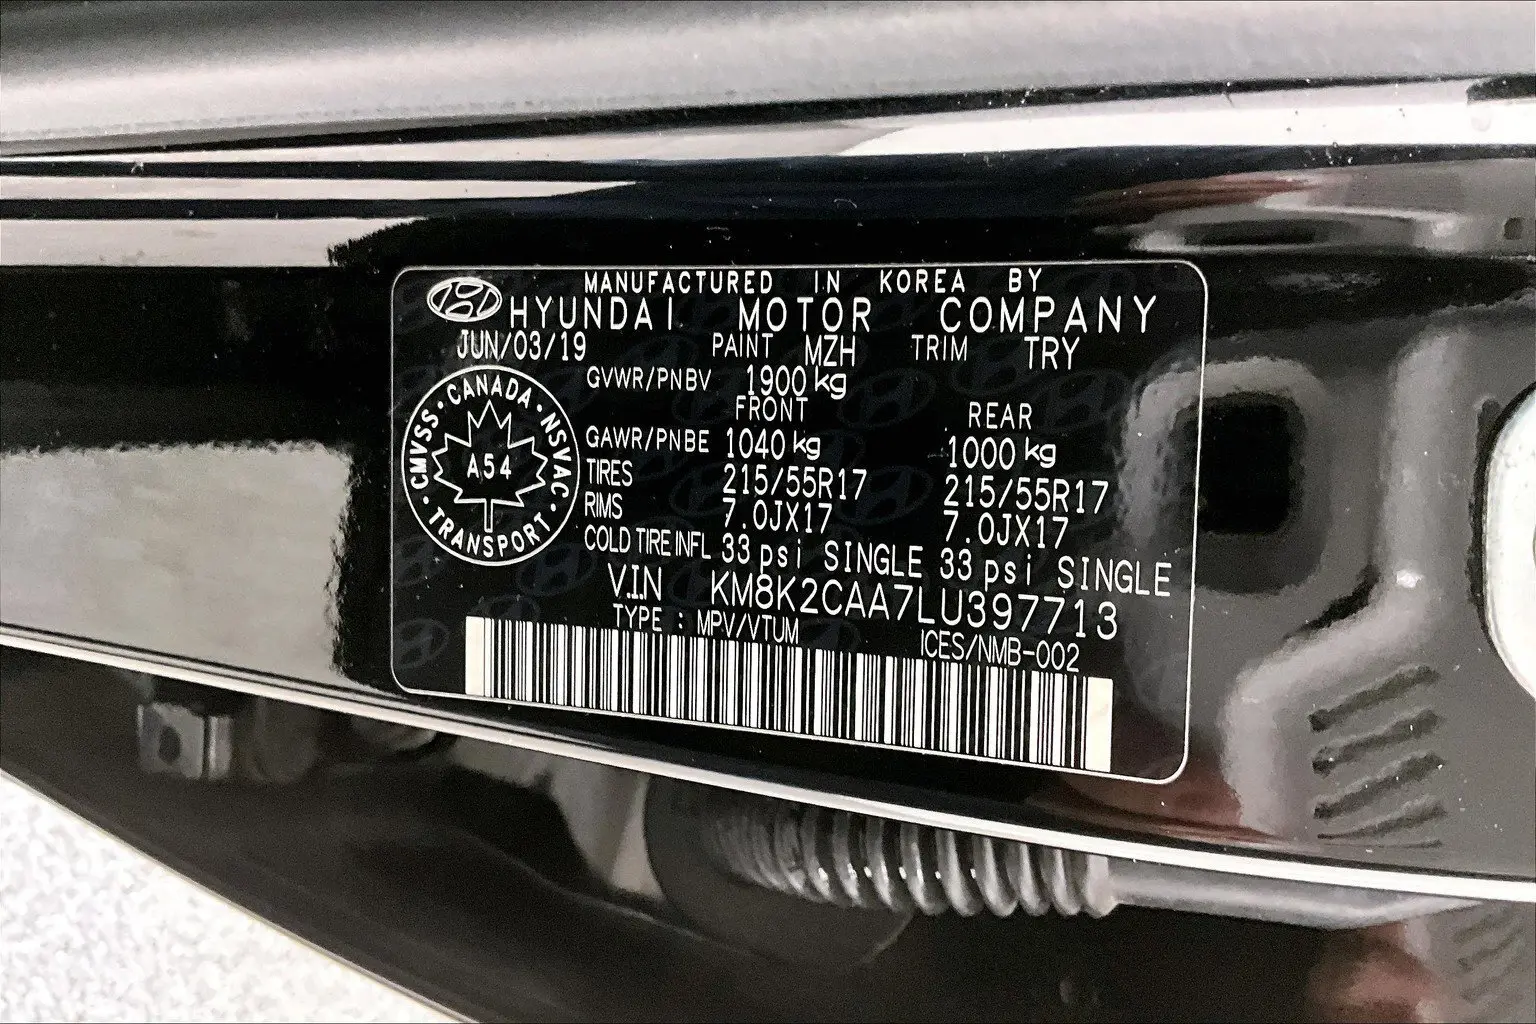 MANUFACTURED IN KOREA BY
HYUNDAI MOTOR COMPANY
JUN/03/19 PAINT MZH TRIM TRY
GVWR/PNBV 1900 kg
FRONT REAR
GAWR/PNBE 1040 kg 1000 kg
TIRES 215/55R17 215/55R17
RIMS 7.0JX17 7.0JX17
COLD TIRE INFL 33 psi SINGLE 33 psi SINGLE
V.I.N KM8K2CAA7LU397713
TYPE : MPV/VTUM ICES/NMB-002
CANADA · NSVAC · TRANSPORT · CMVSS ·
A54